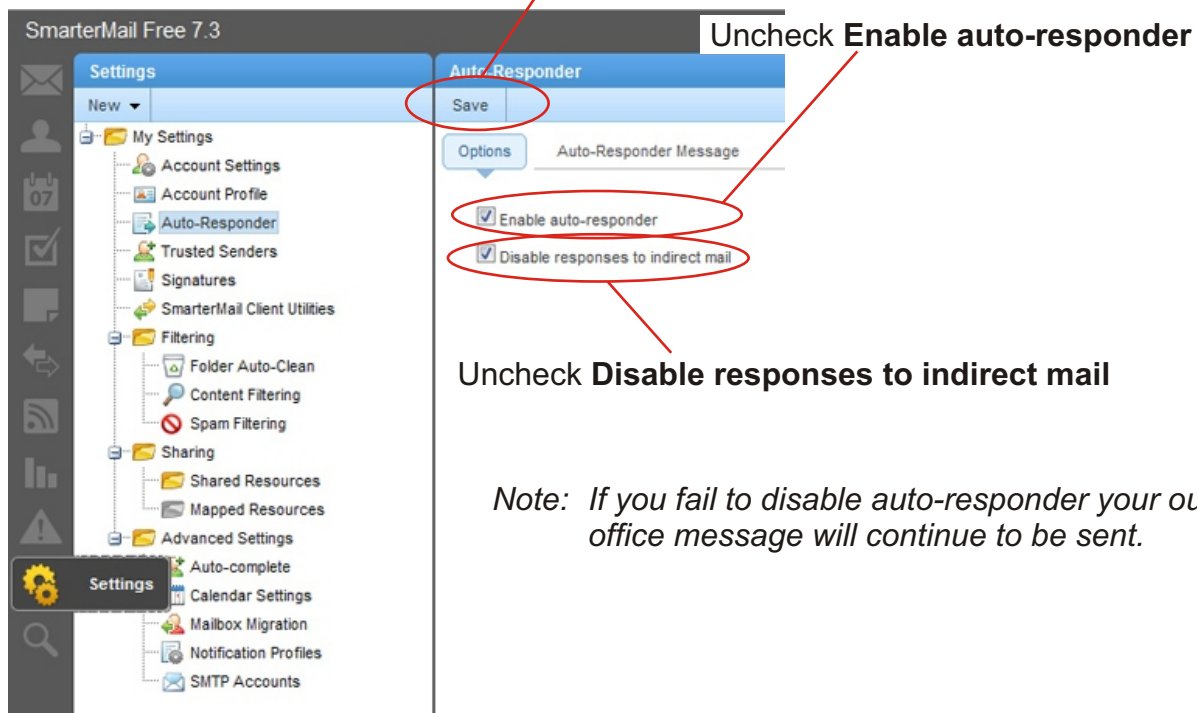 SmarterMail Free 7.3
Uncheck Enable auto-responder
Settings
Auto-Responder
New
Save
My Settings
Options
Auto-Responder Message
Account Settings
Account Profile
07
Enable auto-responder
Auto-Responder
Disable responses to indirect mail
Trusted Senders
Signatures
SmarterMail Client Utilities
Filtering
Folder Auto-Clean
Uncheck Disable responses to indirect mail
Content Filtering
Spam Filtering
Sharing
Shared Resources
Mapped Resources
Note: If you fail to disable auto-responder your ou
office message will continue to be sent.
Advanced Settings
Auto-complete
Settings
Calendar Settings
Mailbox Migration
Notification Profiles
SMTP Accounts